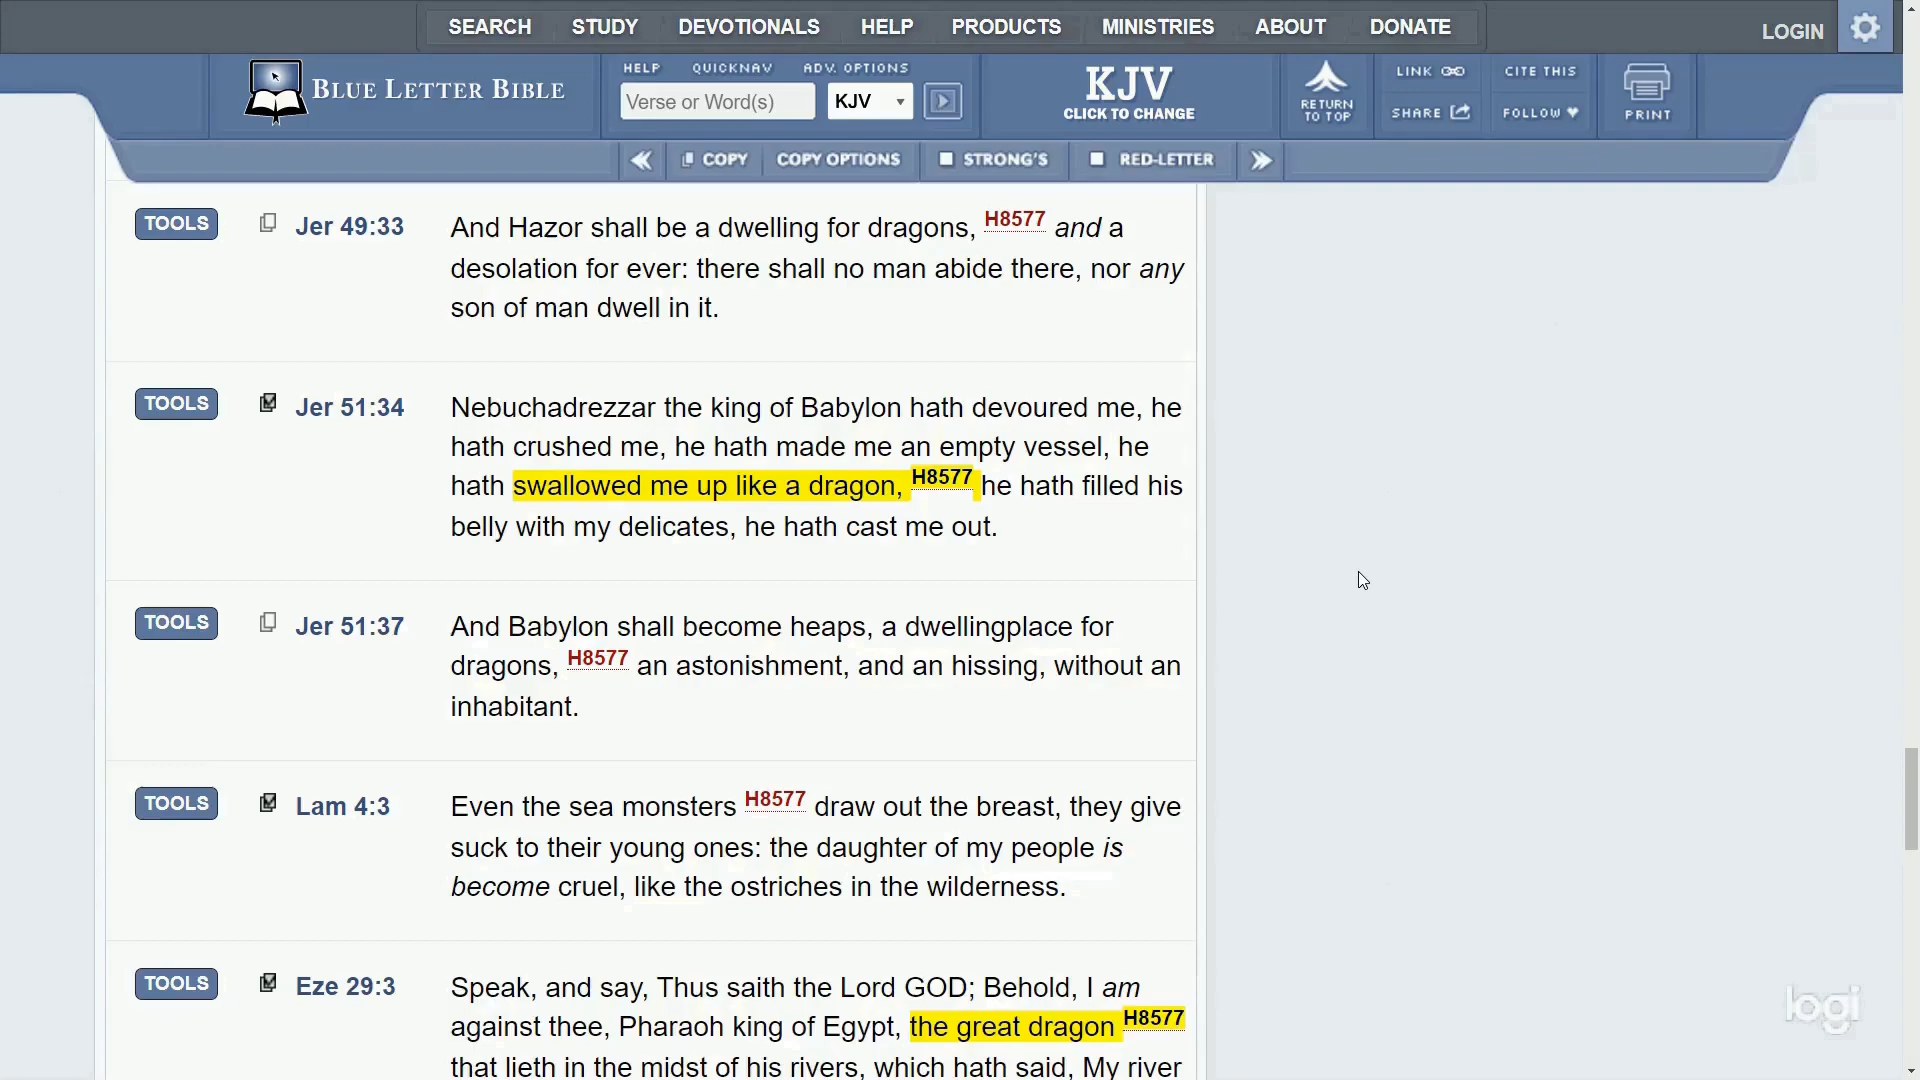 SEARCH STUDY DEVOTIONALS HELP PRODUCTS MINISTRIES ABOUT DONATE
LOGIN
BLUE LETTER BIBLE
HELP QUICKNAV ADV. OPTIONS
Verse or Word(s) KJV
KJV
CLICK TO CHANGE
RETURN
TO TOP
LINK CITE THIS
SHARE FOLLOW
PRINT
COPY COPY OPTIONS STRONG'S RED-LETTER
TOOLS Jer 49:33 And Hazor shall be a dwelling for dragons, H8577 and a
desolation for ever: there shall no man abide there, nor any
son of man dwell in it.
TOOLS Jer 51:34 Nebuchadrezzar the king of Babylon hath devoured me, he
hath crushed me, he hath made me an empty vessel, he
hath swallowed me up like a dragon, H8577 he hath filled his
belly with my delicates, he hath cast me out.
TOOLS Jer 51:37 And Babylon shall become heaps, a dwellingplace for
dragons, H8577 an astonishment, and an hissing, without an
inhabitant.
TOOLS Lam 4:3 Even the sea monsters H8577 draw out the breast, they give
suck to their young ones: the daughter of my people is
become cruel, like the ostriches in the wilderness.
TOOLS Eze 29:3 Speak, and say, Thus saith the Lord GOD; Behold, I am
against thee, Pharaoh king of Egypt, the great dragon H8577
that lieth in the midst of his rivers, which hath said, My river
logi